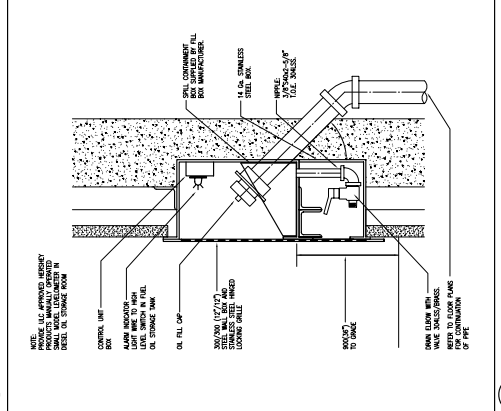 NOTE:
PROVIDE ULC APPROVED HERSHEY
PRODUCTS MANUALLY OPERATED
SMALL MODEL LEVELOMETER IN
DIESEL OIL STORAGE ROOM
CONTROL UNIT
BOX
ALARM INDICATOR
LIGHT WIRE TO HIGH
LEVEL SWITCH IN FUEL
OIL STORAGE TANK
OIL FILL CAP
300/300 (12"/12")
STEEL WALL BOX AND
STAINLESS STEEL HINGED
LOCKING GRILLE
900(36")
TO GRADE
DRAIN ELBOW WITH
VALVE 304LSS/BRASS.
REFER TO FLOOR PLANS
FOR CONTINUATION
OF PIPE
SPILL CONTAINMENT
BOX SUPPLIED BY FILL
BOX MANUFACTURER.
14 Ga. STAINLESS
STEEL BOX.
NIPPLE:
3/8"S40x2-5/8"
T.O.E. 304LSS.